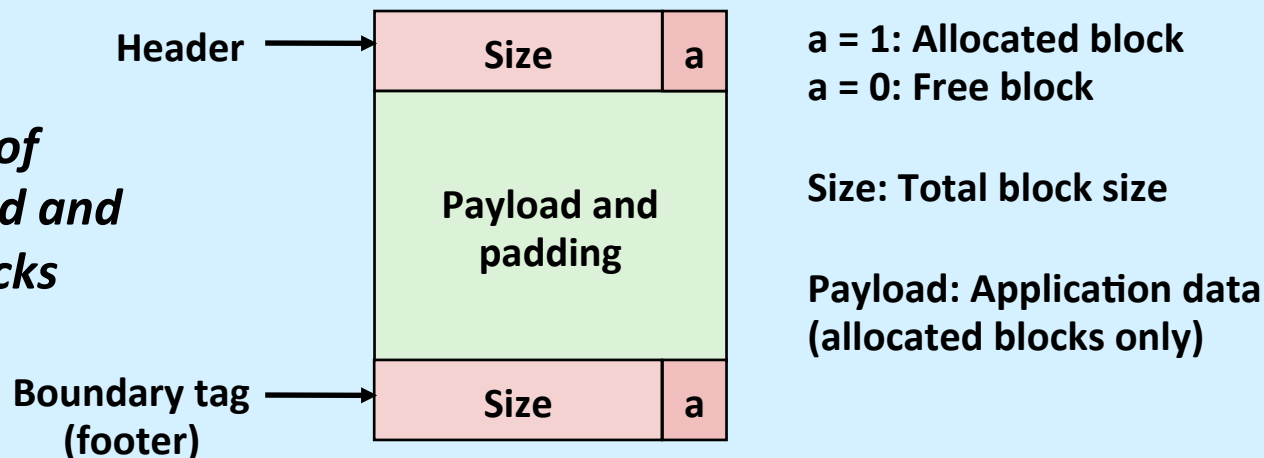 Header
Size a
of
d and
cks
Payload and
padding
Boundary tag
(footer)
Size a
a = 1: Allocated block
a = 0: Free block
Size: Total block size
Payload: Application data
(allocated blocks only)